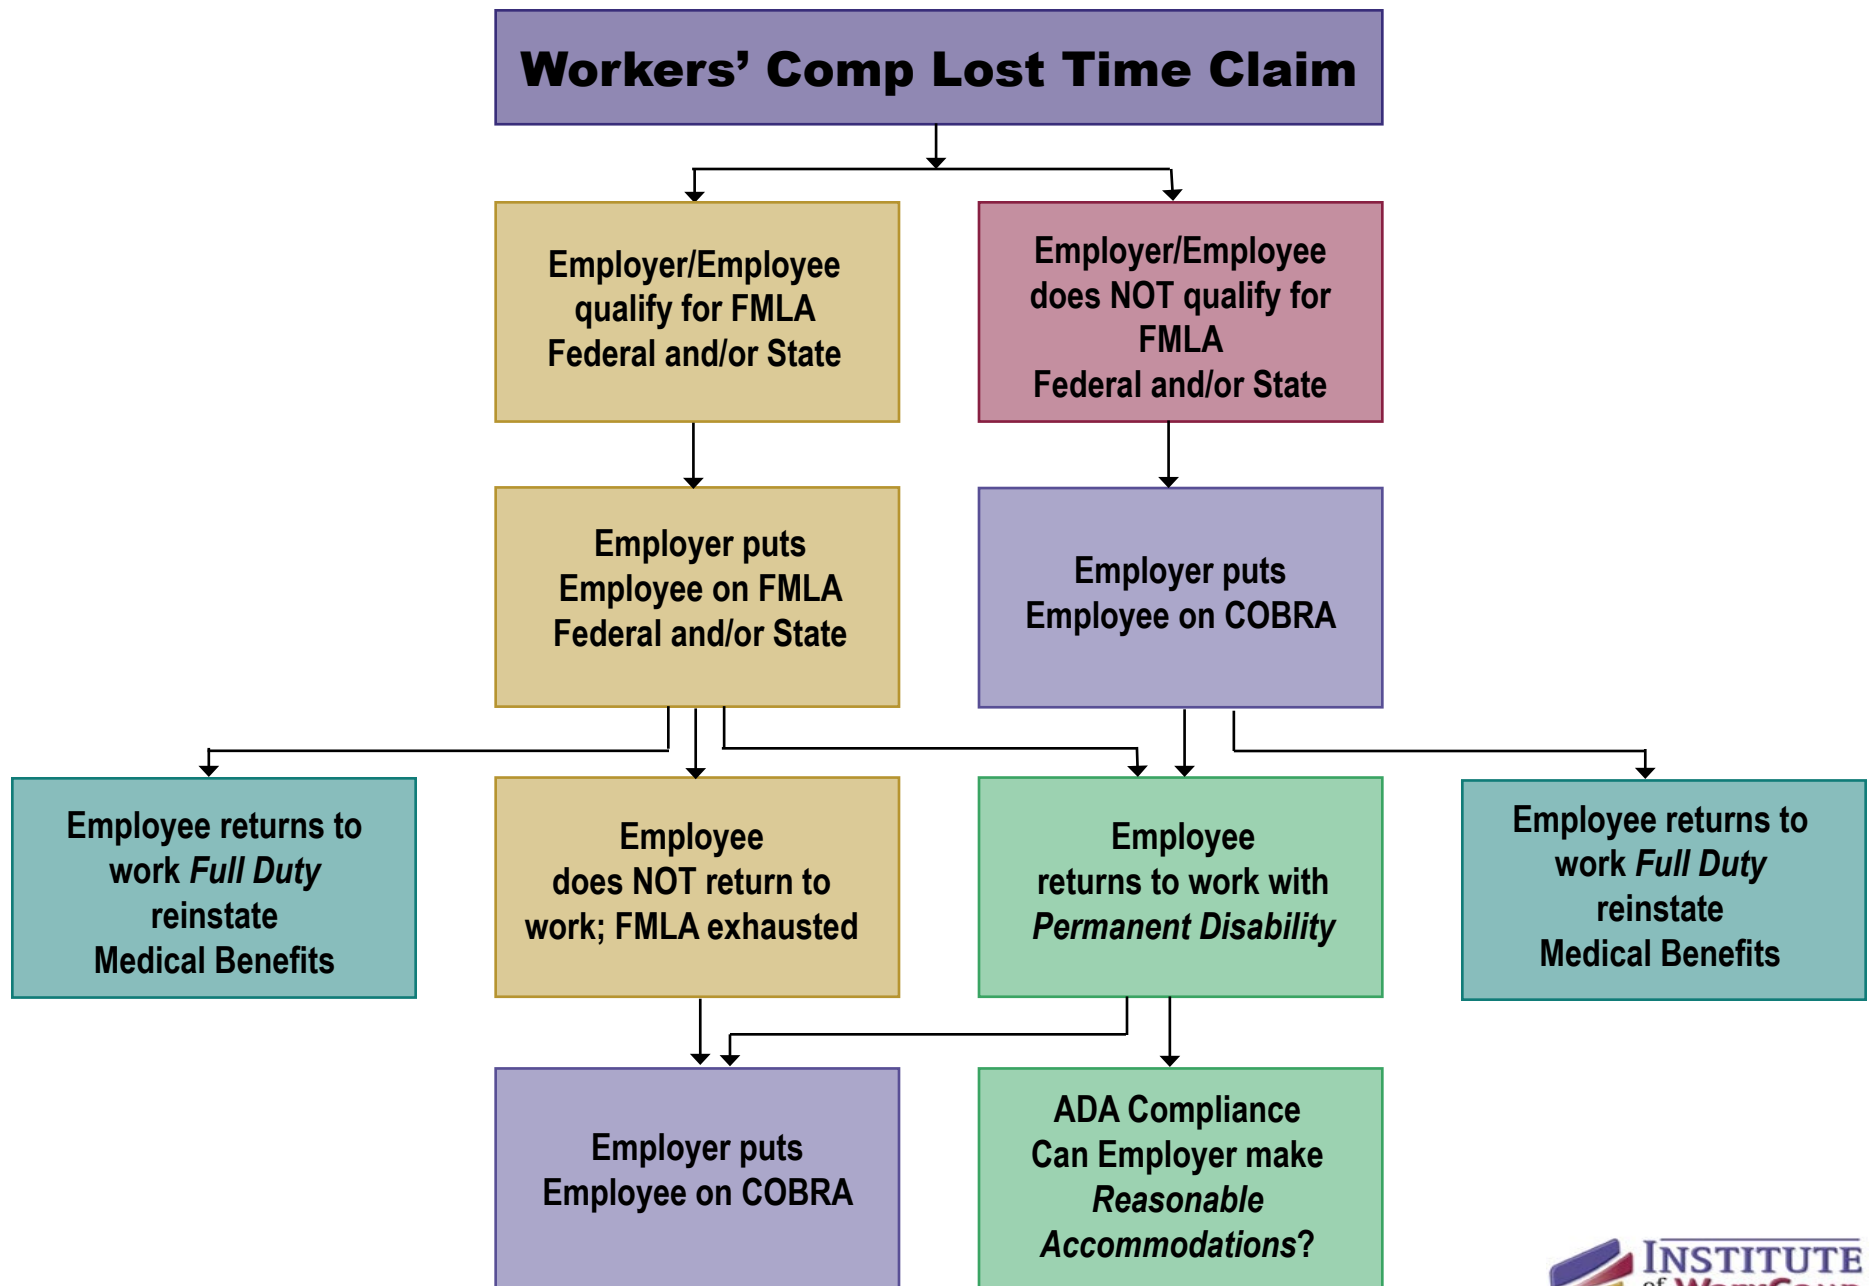 Workers’ Comp Lost Time Claim
Employer/Employee
qualify for FMLA
Federal and/or State
Employer/Employee
does NOT qualify for
FMLA
Federal and/or State
Employer puts
Employee on FMLA
Federal and/or State
Employer puts
Employee on COBRA
Employee returns to
work Full Duty
reinstate
Medical Benefits
Employee
does NOT return to
work; FMLA exhausted
Employee
returns to work with
Permanent Disability
Employee returns to
work Full Duty
reinstate
Medical Benefits
Employer puts
Employee on COBRA
ADA Compliance
Can Employer make
Reasonable
Accommodations?
INSTITUTE
of WORKCOMP